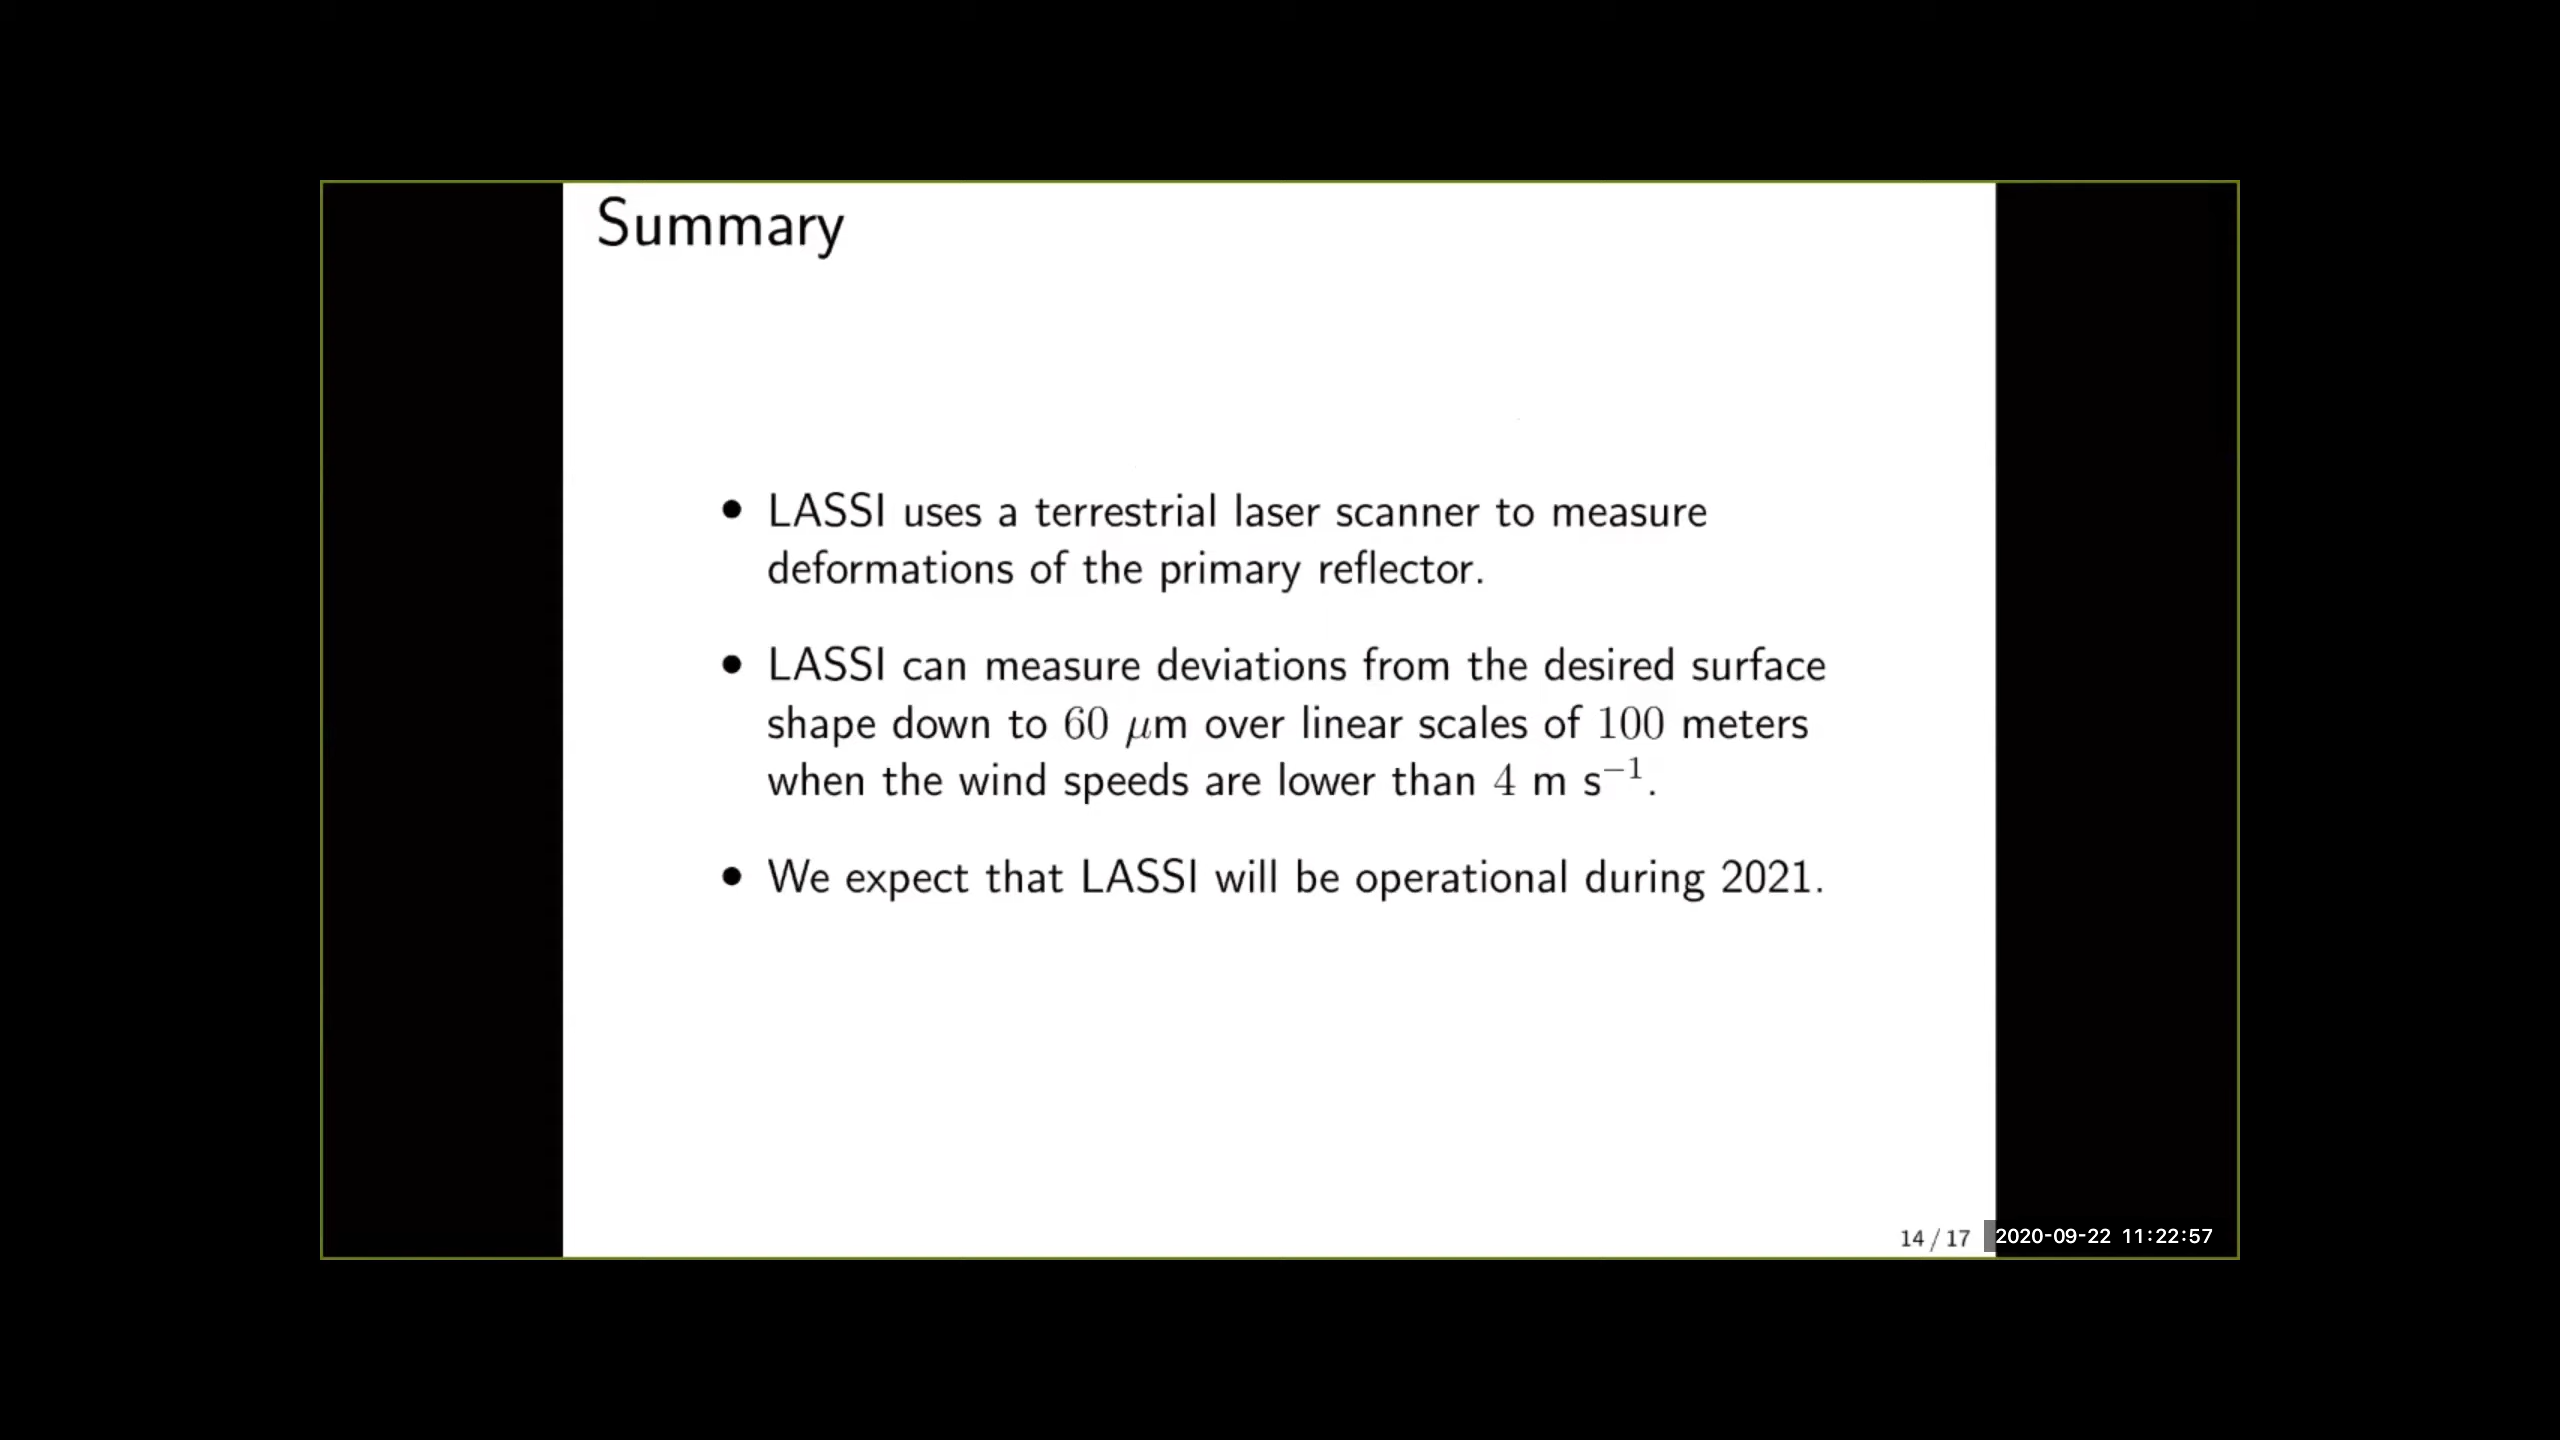 Summary
• LASSI uses a terrestrial laser scanner to measure
deformations of the primary reflector.
• LASSI can measure deviations from the desired surface
shape down to 60 μm over linear scales of 100 meters
when the wind speeds are lower than 4 m s⁻¹.
• We expect that LASSI will be operational during 2021.
14 / 17
2020-09-22 11:22:57